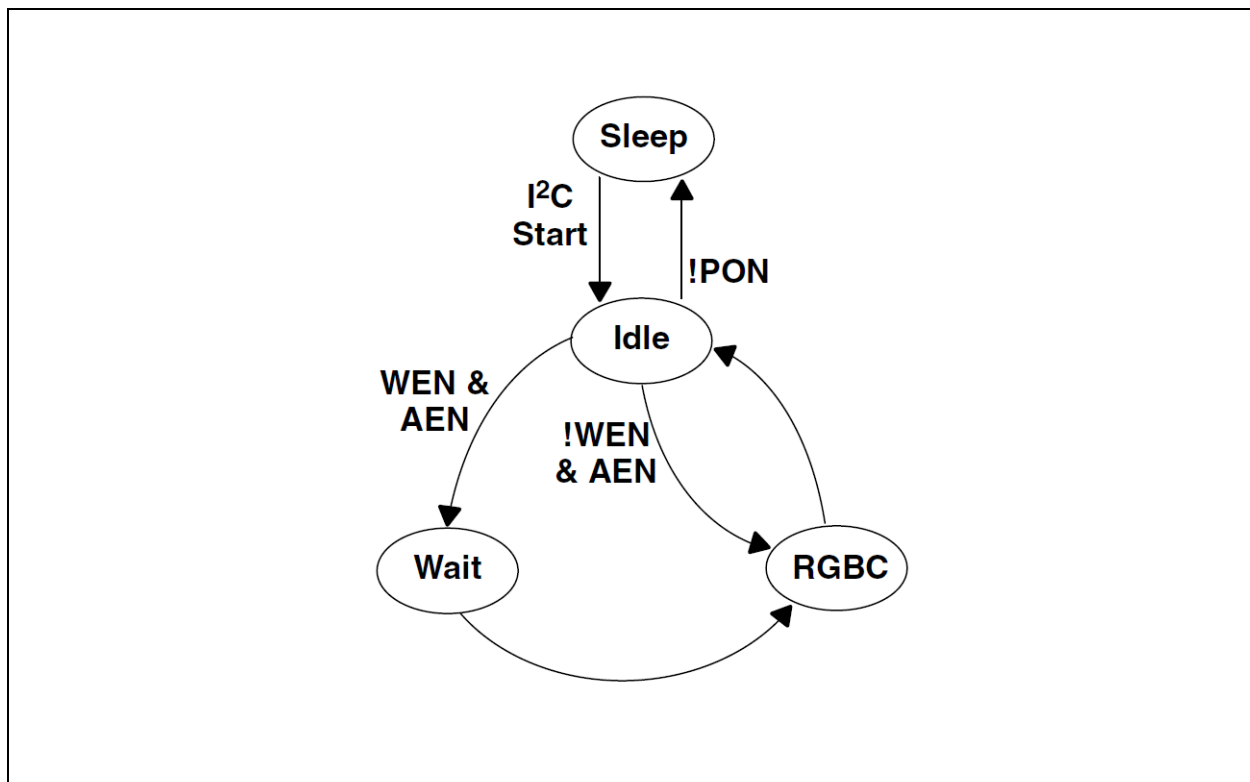 Sleep
I²C
Start
!PON
Idle
WEN &
AEN
!WEN
& AEN
Wait
RGBC